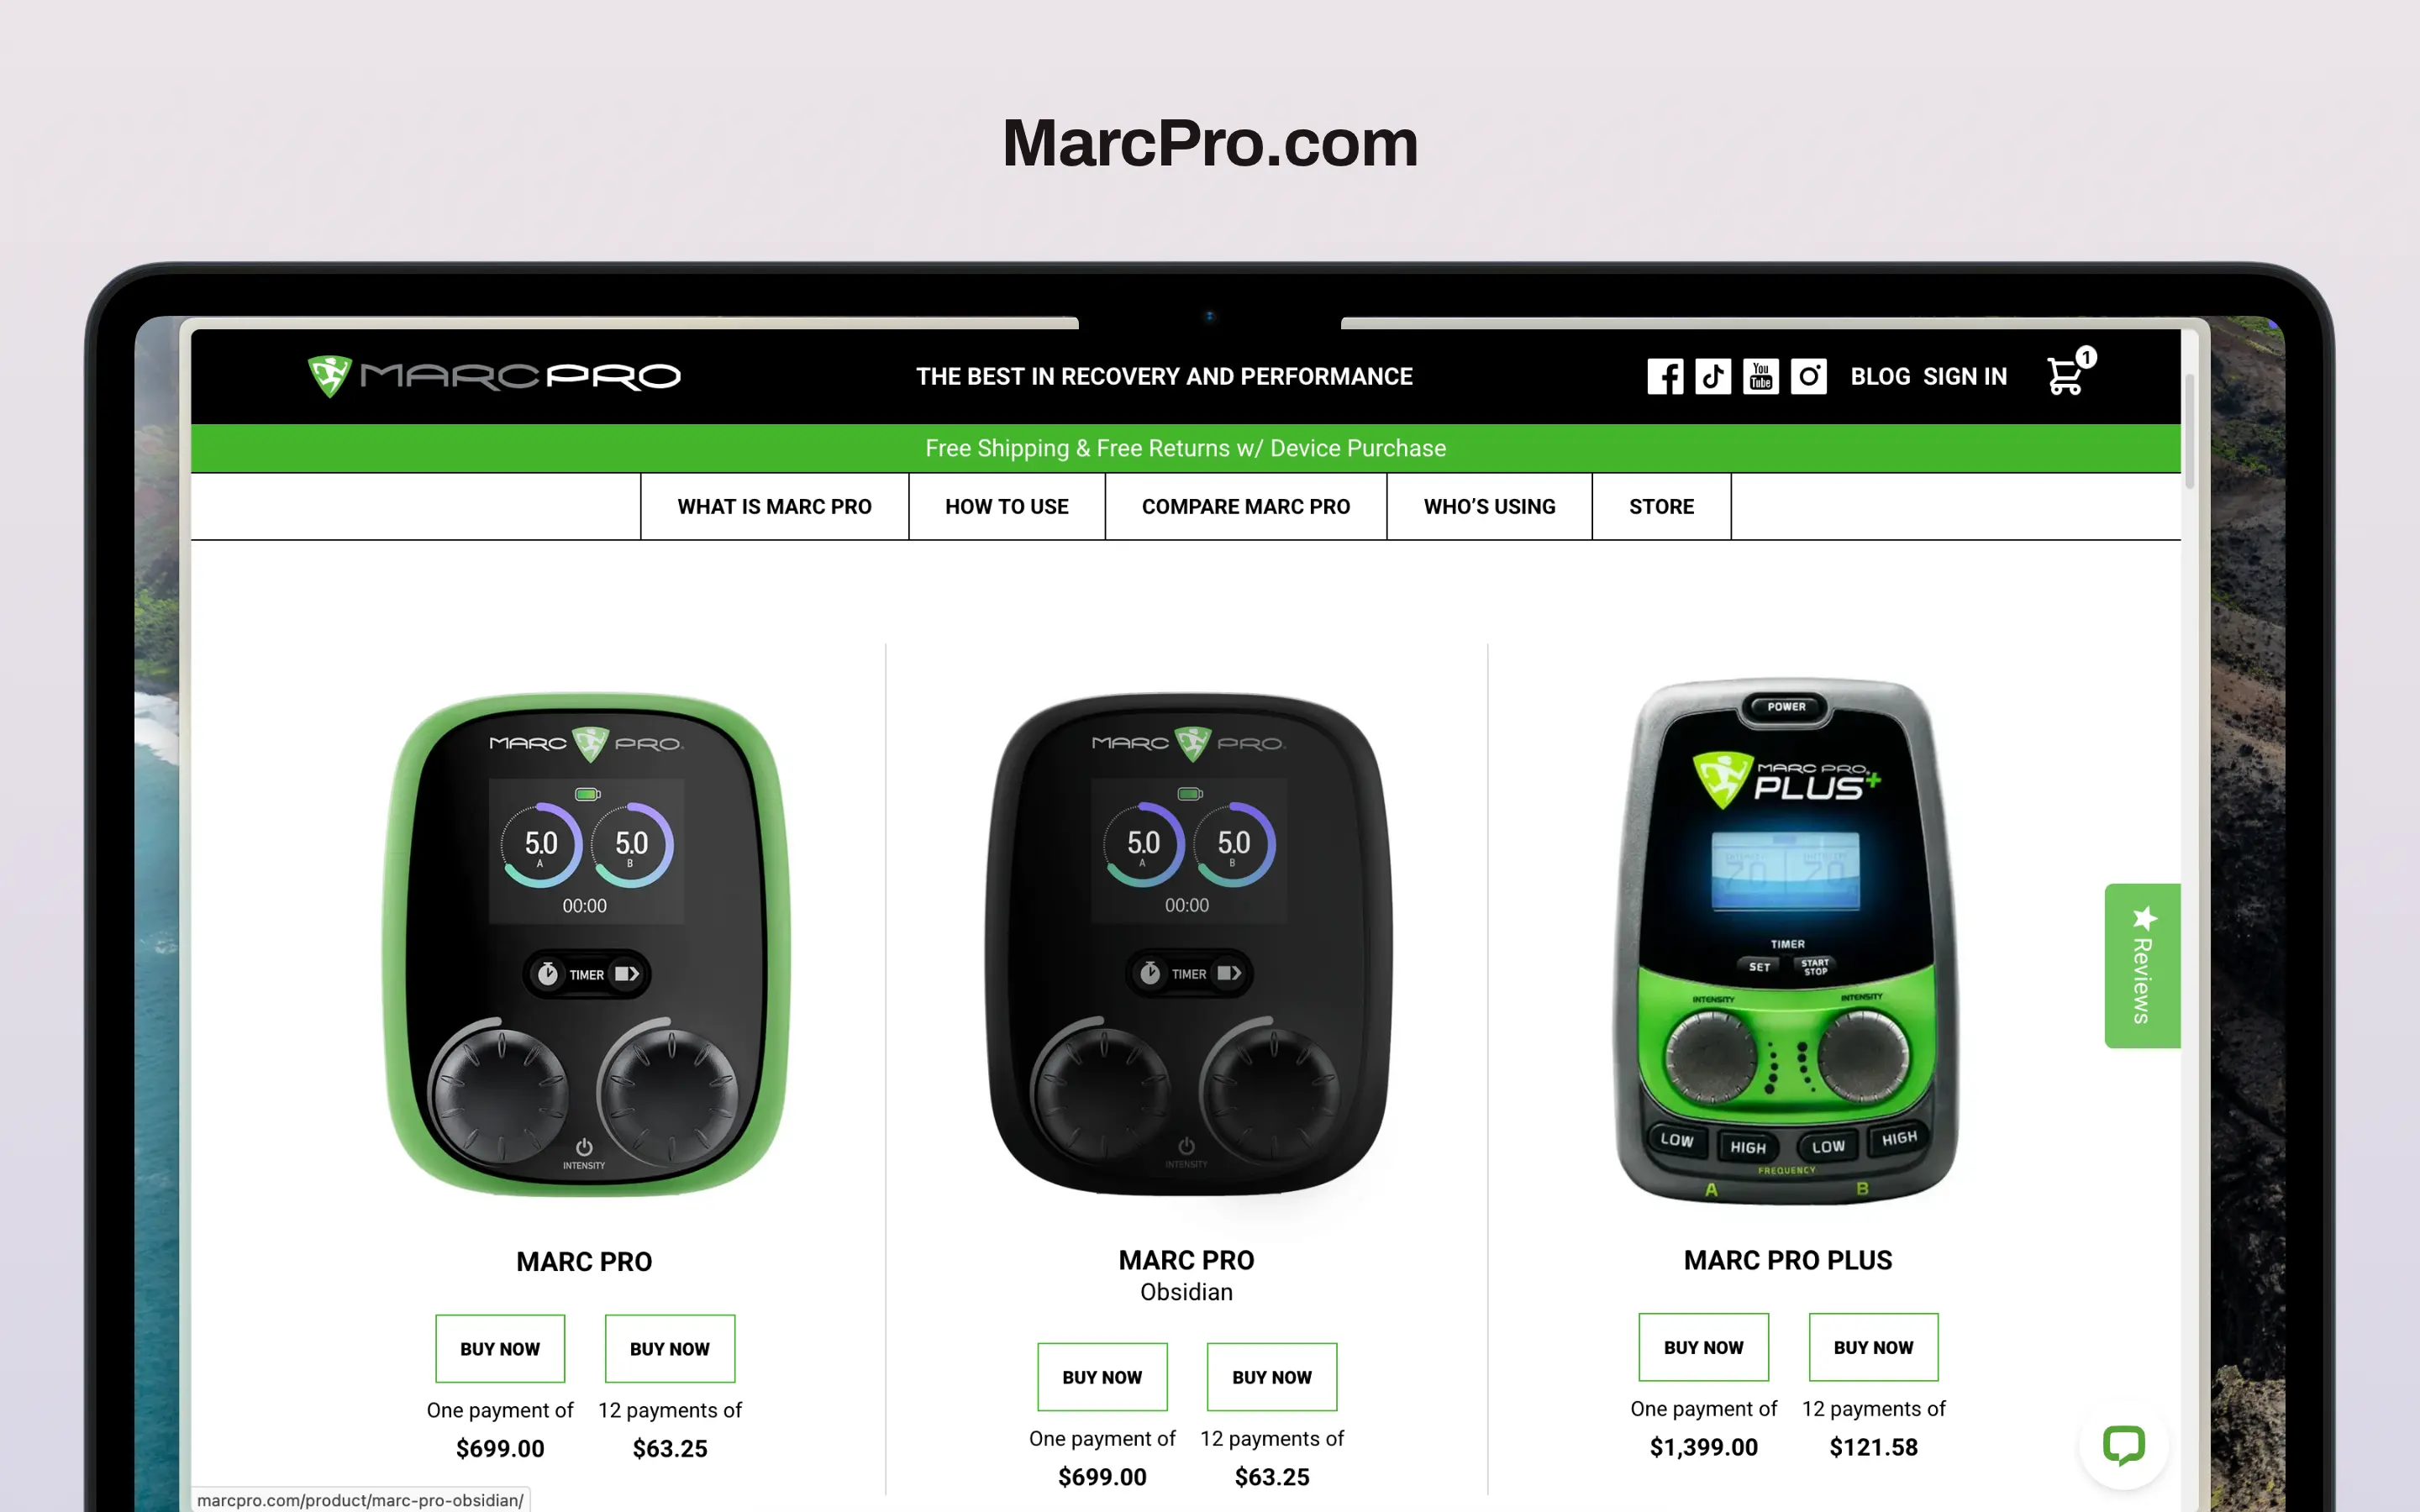 MarcPro.com
MARCPRO
THE BEST IN RECOVERY AND PERFORMANCE
You
Tube
BLOG SIGN IN
1
Free Shipping & Free Returns w/ Device Purchase
WHAT IS MARC PRO
HOW TO USE
COMPARE MARC PRO
WHO'S USING
STORE
MARC PRO
5.0
A
5.0
B
00:00
TIMER
INTENSITY
MARC PRO
5.0
A
5.0
B
00:00
TIMER
INTENSITY
POWER
MARC PRO
PLUS+
70
70
TIMER
SET
START
STOP
INTENSITY
INTENSITY
LOW
HIGH
LOW
HIGH
FREQUENCY
A
B
Reviews
MARC PRO
BUY NOW
BUY NOW
One payment of
12 payments of
$699.00
$63.25
MARC PRO
Obsidian
BUY NOW
BUY NOW
One payment of
12 payments of
$699.00
$63.25
MARC PRO PLUS
BUY NOW
BUY NOW
One payment of
12 payments of
$1,399.00
$121.58
marcpro.com/product/marc-pro-obsidian/